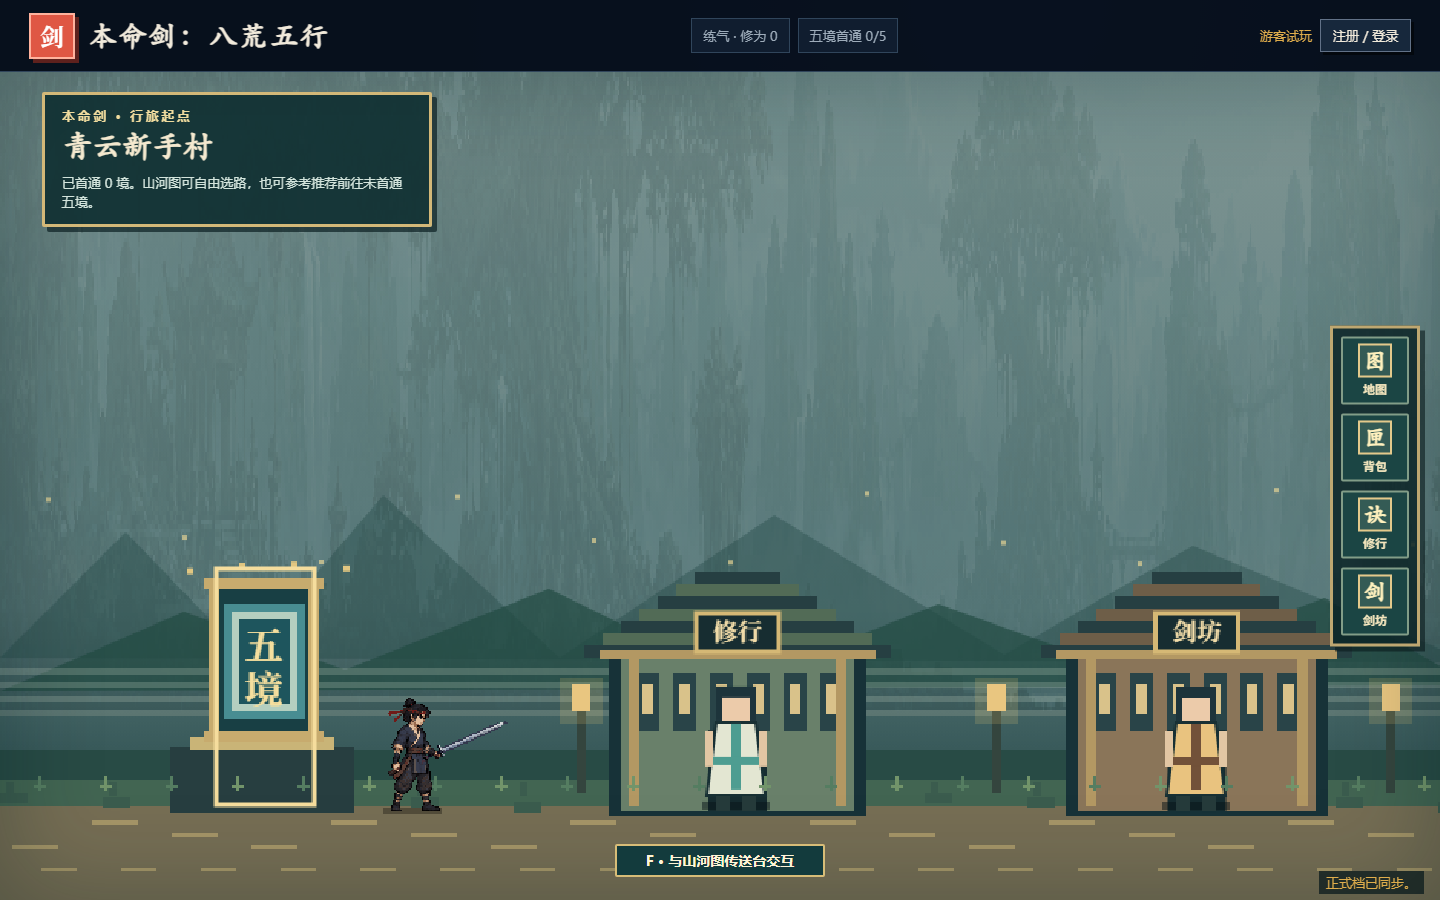 剑
本命剑：八荒五行
练气 · 修为 0
五境首通 0/5
游客试玩
注册 / 登录
本命剑 • 行旅起点
青云新手村
已首通 0 境。山河图可自由选路，也可参考推荐前往未首通
五境。
图
地图
匣
背包
诀
修行
剑
剑坊
五
境
修行
剑坊
F • 与山河图传送台交互
正式档已同步。